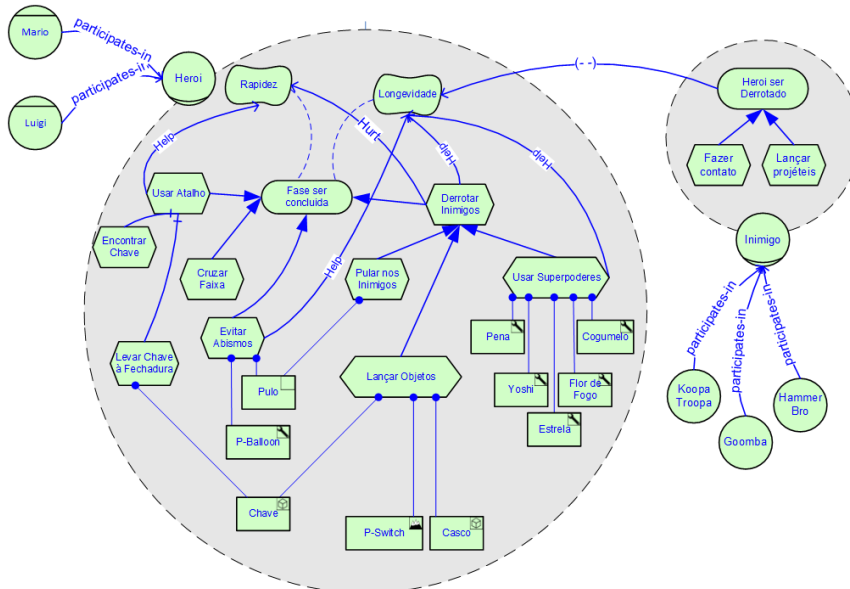 Mario
participates-in
participates-in
Heroi
Luigi
Rapidez
Longevidade
(- -)
Heroi ser
Derrotado
Fazer
contato
Lançar
projéteis
Help
Hurt
Help
Help
Usar Atalho
Fase ser
concluida
Derrotar
Inimigos
Encontrar
Chave
Cruzar
Faixa
Help
Pular nos
Inimigos
Usar Superpoderes
Inimigo
Evitar
Abismos
Pena
Cogumelo
Levar Chave
à Fechadura
Pulo
Lançar Objetos
Yoshi
Flor de
Fogo
Estrela
P-Balloon
Chave
P-Switch
Casco
participates-in
participates-in
participates-in
Koopa
Troopa
Goomba
Hammer
Bro